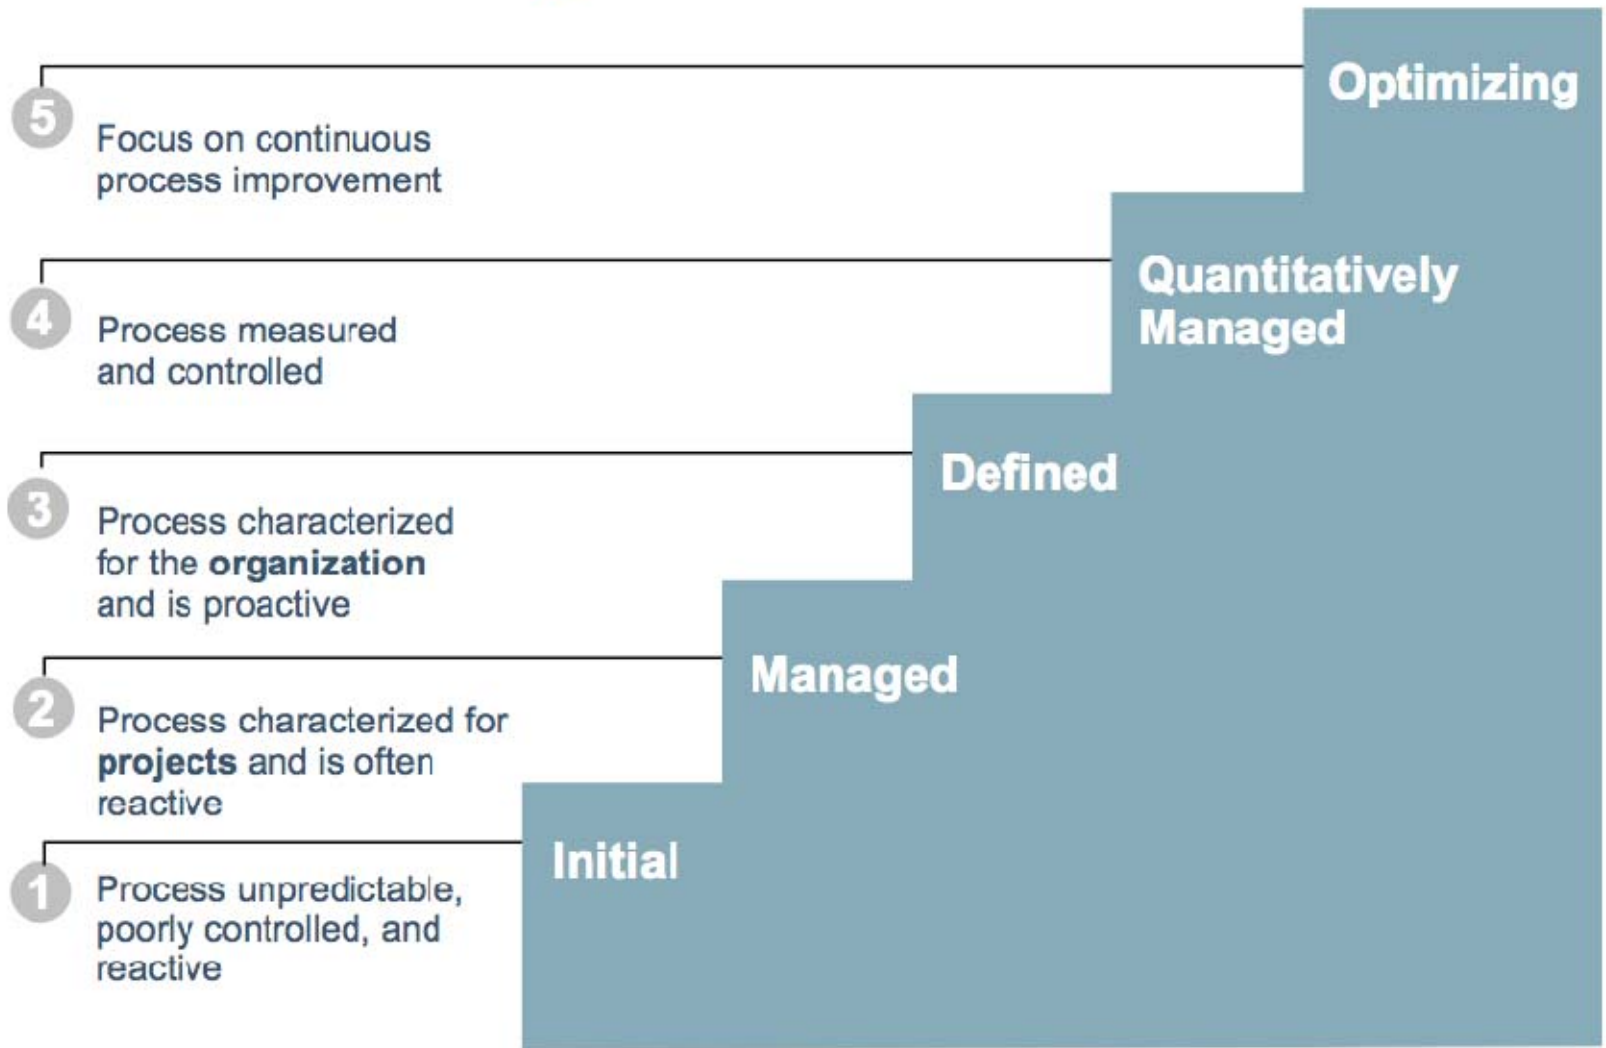 5
Optimizing
Focus on continuous
process improvement
4
Quantitatively
Managed
Process measured
and controlled
3
Defined
Process characterized
for the organization
and is proactive
2
Managed
Process characterized for
projects and is often
reactive
1
Initial
Process unpredictable,
poorly controlled, and
reactive